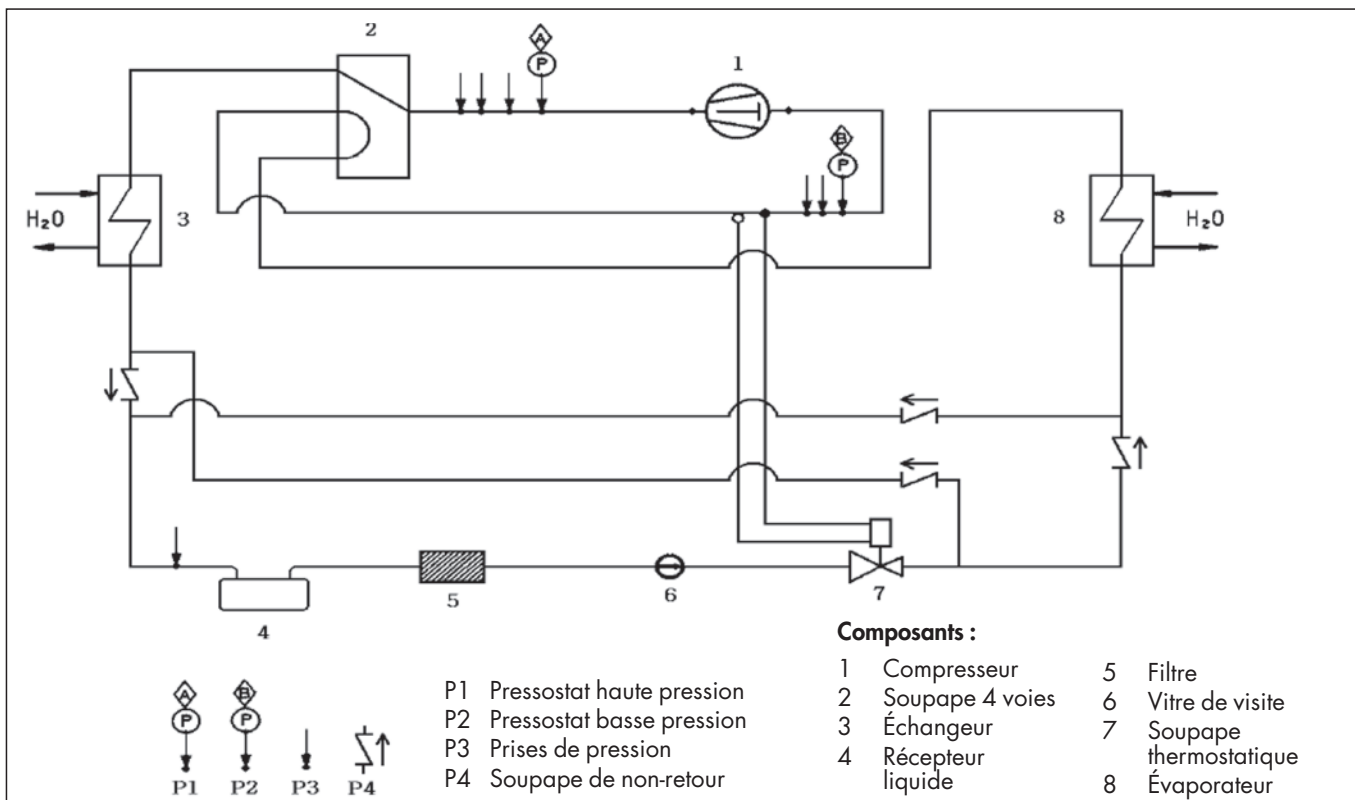 2
A
P
1
B
P
H₂O
3
8
H₂O
4
5
6
7
A
P
P1
B
P
P2
P3
P4
P1 Pressostat haute pression
P2 Pressostat basse pression
P3 Prises de pression
P4 Soupape de non-retour
Composants :
1 Compresseur
2 Soupape 4 voies
3 Échangeur
4 Récepteur
liquide
5 Filtre
6 Vitre de visite
7 Soupape
thermostatique
8 Évaporateur